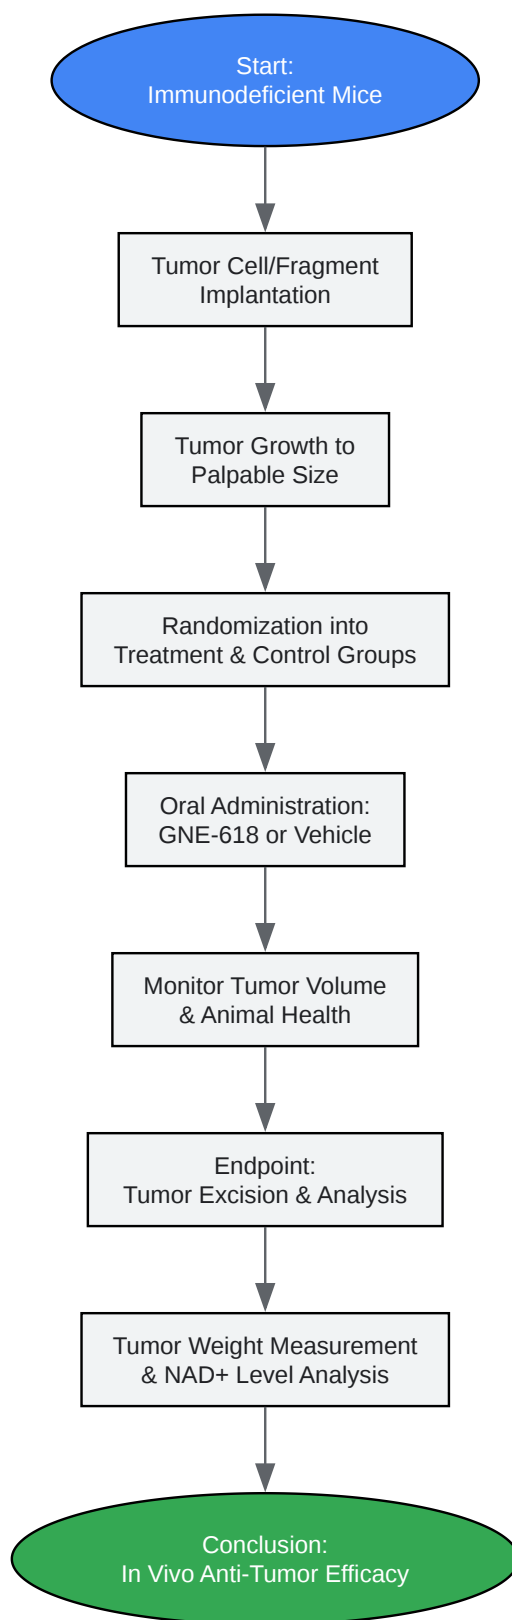 Start:
Immunodeficient Mice
Tumor Cell/Fragment
Implantation
Tumor Growth to
Palpable Size
Randomization into
Treatment & Control Groups
Oral Administration:
GNE-618 or Vehicle
Monitor Tumor Volume
& Animal Health
Endpoint:
Tumor Excision & Analysis
Tumor Weight Measurement
& NAD+ Level Analysis
Conclusion:
In Vivo Anti-Tumor Efficacy